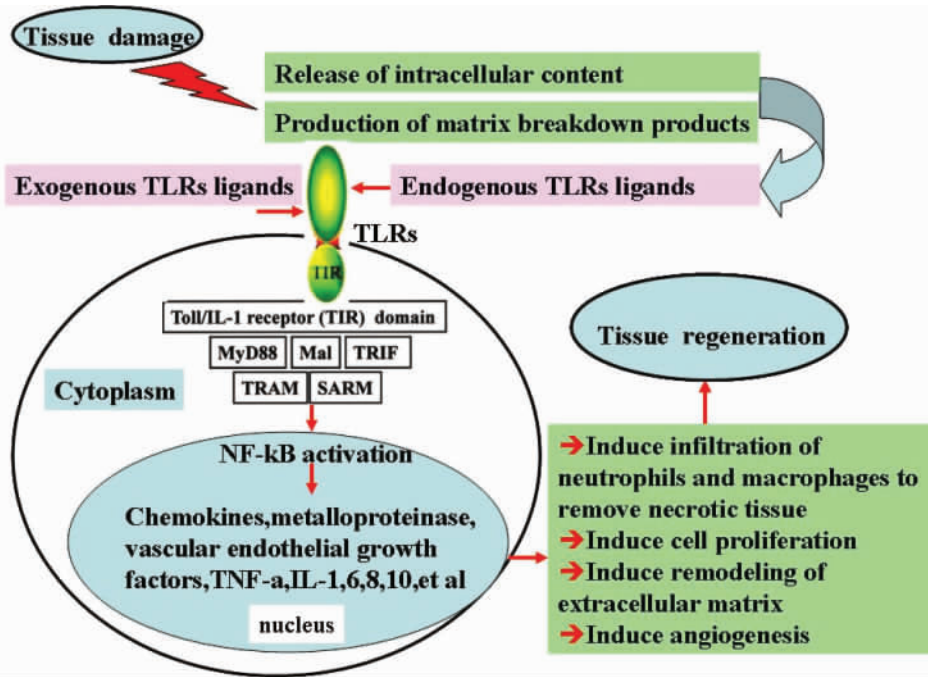 Tissue damage
Release of intracellular content
Production of matrix breakdown products
Exogenous TLRs ligands
Endogenous TLRs ligands
TLRs
TIR
Toll/IL-1 receptor (TIR) domain
MyD88 Mal TRIF
TRAM SARM
Cytoplasm
NF-kB activation
Chemokines,metalloproteinase,
vascular endothelial growth
factors,TNF-a,IL-1,6,8,10,et al
nucleus
Tissue regeneration
➔Induce infiltration of
neutrophils and macrophages to
remove necrotic tissue
➔Induce cell proliferation
➔Induce remodeling of
extracellular matrix
➔Induce angiogenesis